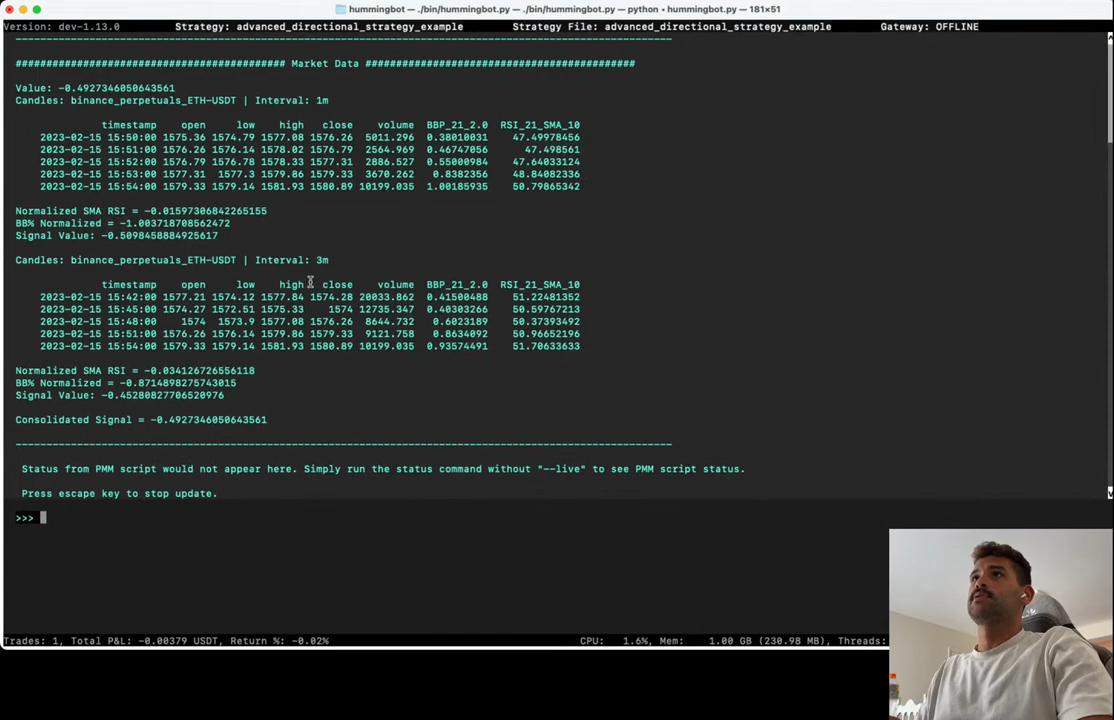 hummingbot — ./bin/hummingbot.py — ./bin/hummingbot.py — python • hummingbot.py — 181×51
Version: dev-1.13.0 Strategy: advanced_directional_strategy_example Strategy File: advanced_directional_strategy_example Gateway: OFFLINE
############################################ Market Data ############################################
Value: -0.4927346050643561
Candles: binance_perpetuals_ETH-USDT | Interval: 1m
timestamp open low high close volume BBP_21_2.0 RSI_21_SMA_10
2023-02-15 15:50:00 1575.36 1574.79 1577.08 1576.26 5011.296 0.38010031 47.49978456
2023-02-15 15:51:00 1576.26 1576.14 1578.02 1576.79 2564.969 0.46747056 47.498561
2023-02-15 15:52:00 1576.79 1576.78 1578.33 1577.31 2886.527 0.55000984 47.64033124
2023-02-15 15:53:00 1577.31 1577.3 1579.86 1579.33 3670.262 0.8382356 48.84082336
2023-02-15 15:54:00 1579.33 1579.14 1581.93 1580.89 10199.035 1.00185935 50.79865342
Normalized SMA RSI = -0.01597306842265155
BB% Normalized = -1.003718708562472
Signal Value: -0.5098458884925617
Candles: binance_perpetuals_ETH-USDT | Interval: 3m
timestamp open low high close volume BBP_21_2.0 RSI_21_SMA_10
2023-02-15 15:42:00 1577.21 1574.12 1577.84 1574.28 20033.862 0.41500488 51.22481352
2023-02-15 15:45:00 1574.27 1572.51 1575.33 1574 12735.347 0.40303266 50.59767213
2023-02-15 15:48:00 1574 1573.9 1577.08 1576.26 8644.732 0.6023189 50.37393492
2023-02-15 15:51:00 1576.26 1576.14 1579.86 1579.33 9121.758 0.8634092 50.96652196
2023-02-15 15:54:00 1579.33 1579.14 1581.93 1580.89 10199.035 0.93574491 51.70633633
Normalized SMA RSI = -0.034126726556118
BB% Normalized = -0.8714898275743015
Signal Value: -0.45280827706520976
Consolidated Signal = -0.4927346050643561
Status from PMM script would not appear here. Simply run the status command without "--live" to see PMM script status.
Press escape key to stop update.
>>>
Trades: 1, Total P&L: -0.00379 USDT, Return %: -0.02% CPU: 1.6%, Mem: 1.00 GB (230.98 MB), Threads: